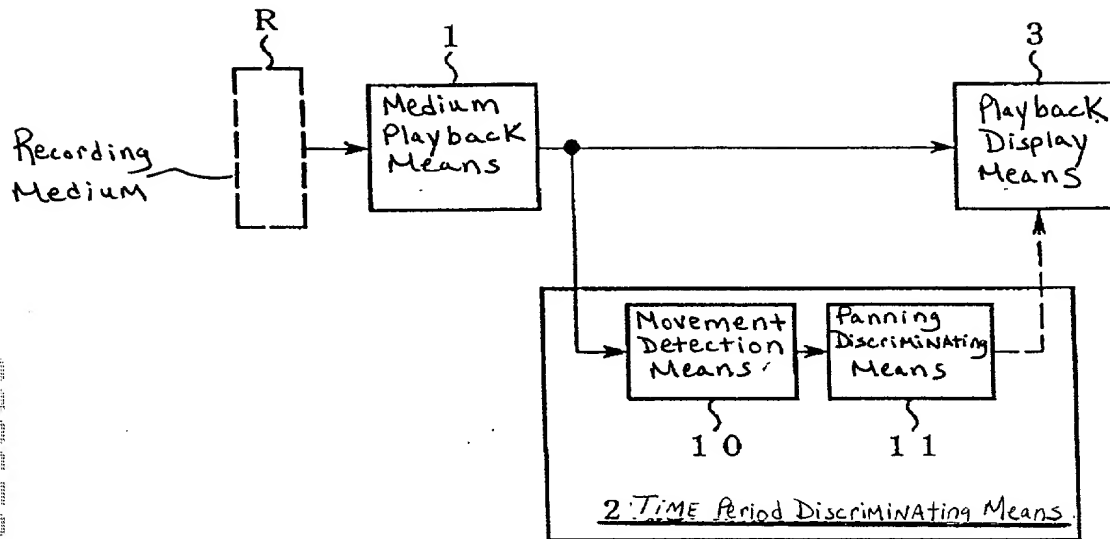 R
1
3
Recording
Medium
Medium
Playback
Means
Playback
Display
Means
Movement
Detection
Means
Panning
Discriminating
Means
10
11
2: Time Period Discriminating Means